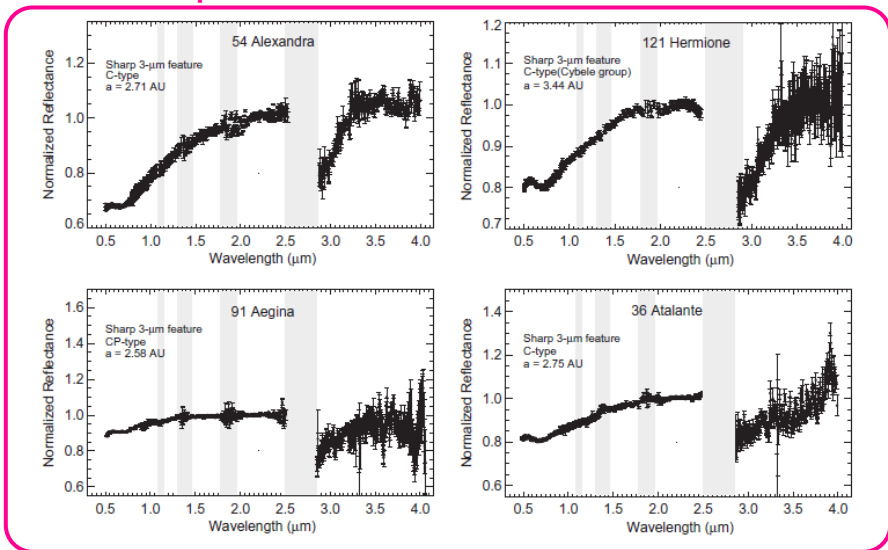 54 Alexandra
Sharp 3-μm feature
C-type
a = 2.71 AU
Normalized Reflectance
1.2
1.0
0.8
0.6
0.5 1.0 1.5 2.0 2.5 3.0 3.5 4.0
Wavelength (μm)
121 Hermione
Sharp 3-μm feature
C-type(Cybele group)
a = 3.44 AU
Normalized Reflectance
1.2
1.1
1.0
0.9
0.8
0.7
0.5 1.0 1.5 2.0 2.5 3.0 3.5 4.0
Wavelength (μm)
91 Aegina
Sharp 3-μm feature
CP-type
a = 2.58 AU
Normalized Reflectance
1.6
1.4
1.2
1.0
0.8
0.6
0.5 1.0 1.5 2.0 2.5 3.0 3.5 4.0
Wavelength (μm)
36 Atalante
Sharp 3-μm feature
C-type
a = 2.75 AU
Normalized Reflectance
1.4
1.2
1.0
0.8
0.6
0.5 1.0 1.5 2.0 2.5 3.0 3.5 4.0
Wavelength (μm)